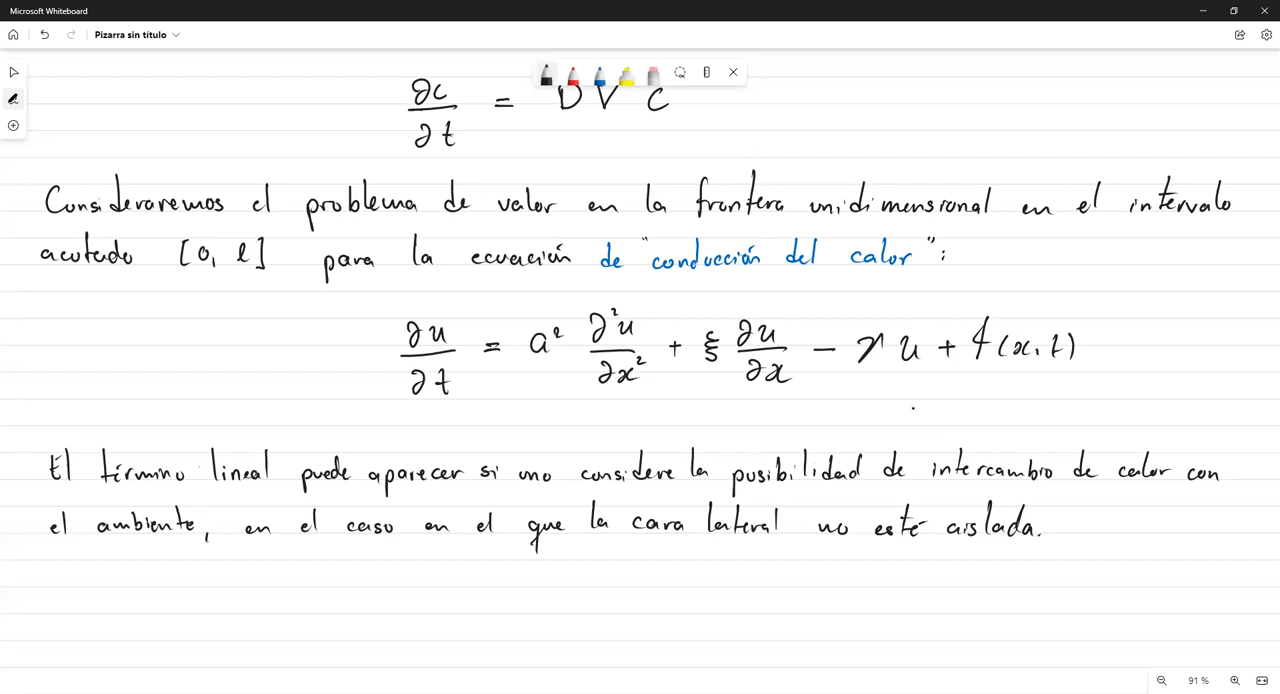 Microsoft Whiteboard
Pizarra sin título
∂c/∂t = D ∇ c
Consideraremos el problema de valor en la frontera unidimensional en el intervalo
acotado [0, ℓ] para la ecuación de "conducción del calor":
∂u/∂t = a² ∂²u/∂x² + ξ ∂u/∂x − γ u + f(x, t)
El término lineal puede aparecer si uno considere la posibilidad de intercambio de calor con
el ambiente, en el caso en el que la cara lateral no esté aislada.
91 %